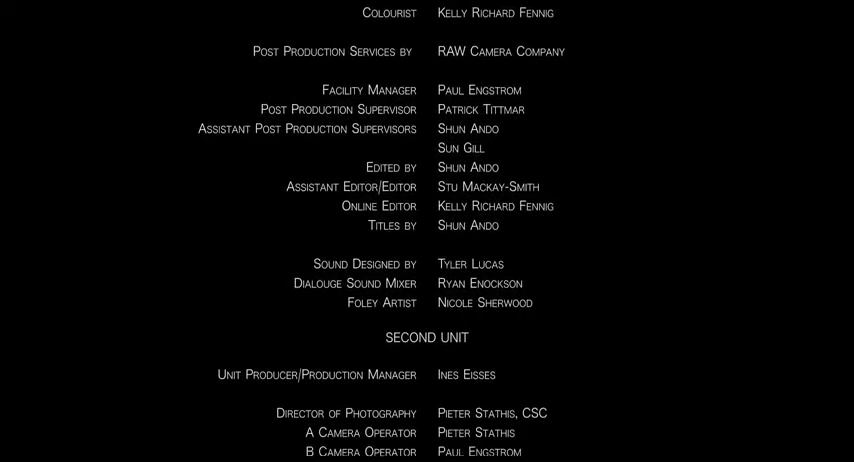 Colourist Kelly Richard Fennig
Post Production Services by RAW Camera Company
Facility Manager Paul Engstrom
Post Production Supervisor Patrick Tittmar
Assistant Post Production Supervisors Shun Ando
Sun Gill
Edited by Shun Ando
Assistant Editor/Editor Stu Mackay-Smith
Online Editor Kelly Richard Fennig
Titles by Shun Ando
Sound Designed by Tyler Lucas
Dialouge Sound Mixer Ryan Enockson
Foley Artist Nicole Sherwood
SECOND UNIT
Unit Producer/Production Manager Ines Eisses
Director of Photography Pieter Stathis, CSC
A Camera Operator Pieter Stathis
B Camera Operator Paul Engstrom